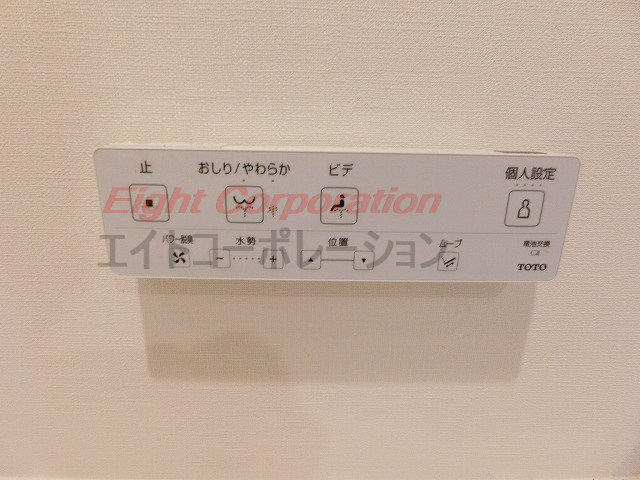 止 おしり/やわらか ビデ 個人設定
Eight Corporation
パワー脱臭 水勢 位置 ムーブ 電池交換
エイトコーポレーション
− + ▲ ▼
TOTO